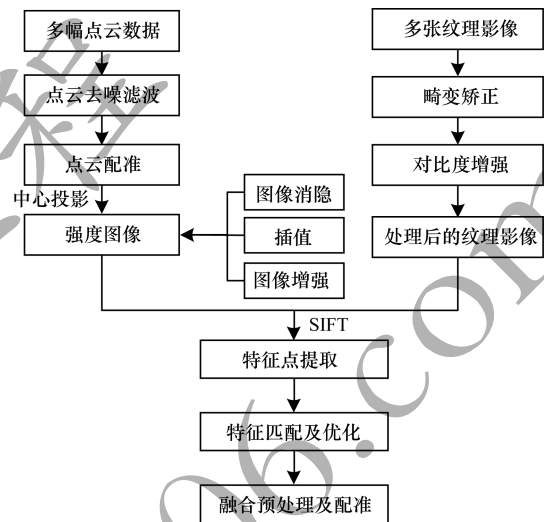 多幅点云数据
点云去噪滤波
点云配准
中心投影
强度图像
图像消隐
插值
图像增强
多张纹理影像
畸变矫正
对比度增强
处理后的纹理影像
SIFT
特征点提取
特征匹配及优化
融合预处理及配准
程
06.com